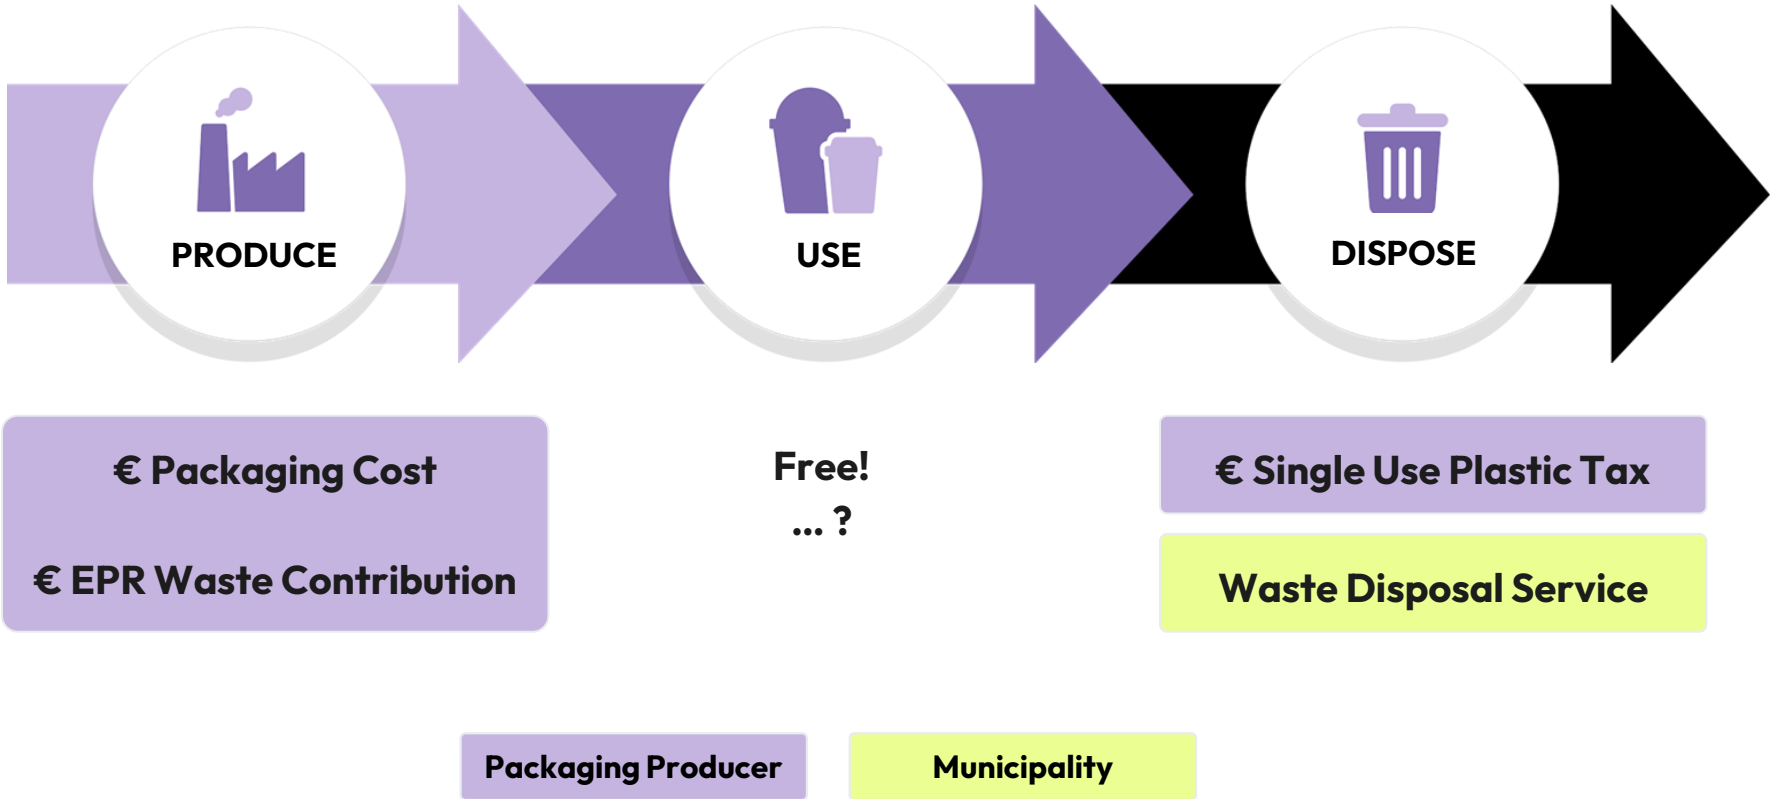 PRODUCE
USE
DISPOSE
€ Packaging Cost
€ EPR Waste Contribution
Free!
... ?
€ Single Use Plastic Tax
Waste Disposal Service
Packaging Producer
Municipality